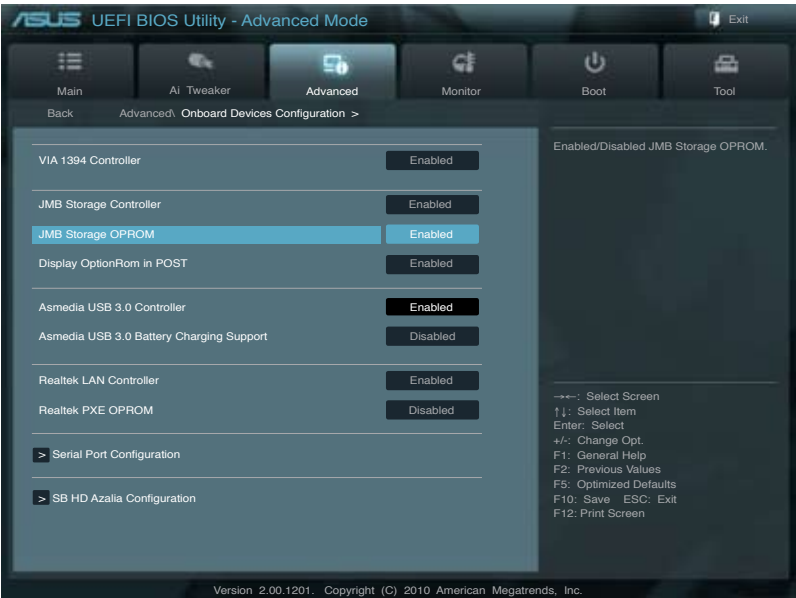 ASUS UEFI BIOS Utility - Advanced Mode
Exit
Main
Ai Tweaker
Advanced
Monitor
Boot
Tool
Back Advanced\ Onboard Devices Configuration >
VIA 1394 Controller Enabled
JMB Storage Controller Enabled
JMB Storage OPROM Enabled
Display OptionRom in POST Enabled
Asmedia USB 3.0 Controller Enabled
Asmedia USB 3.0 Battery Charging Support Disabled
Realtek LAN Controller Enabled
Realtek PXE OPROM Disabled
> Serial Port Configuration
> SB HD Azalia Configuration
Enabled/Disabled JMB Storage OPROM.
→←: Select Screen
↑↓: Select Item
Enter: Select
+/-: Change Opt.
F1: General Help
F2: Previous Values
F5: Optimized Defaults
F10: Save ESC: Exit
F12: Print Screen
Version 2.00.1201. Copyright (C) 2010 American Megatrends, Inc.